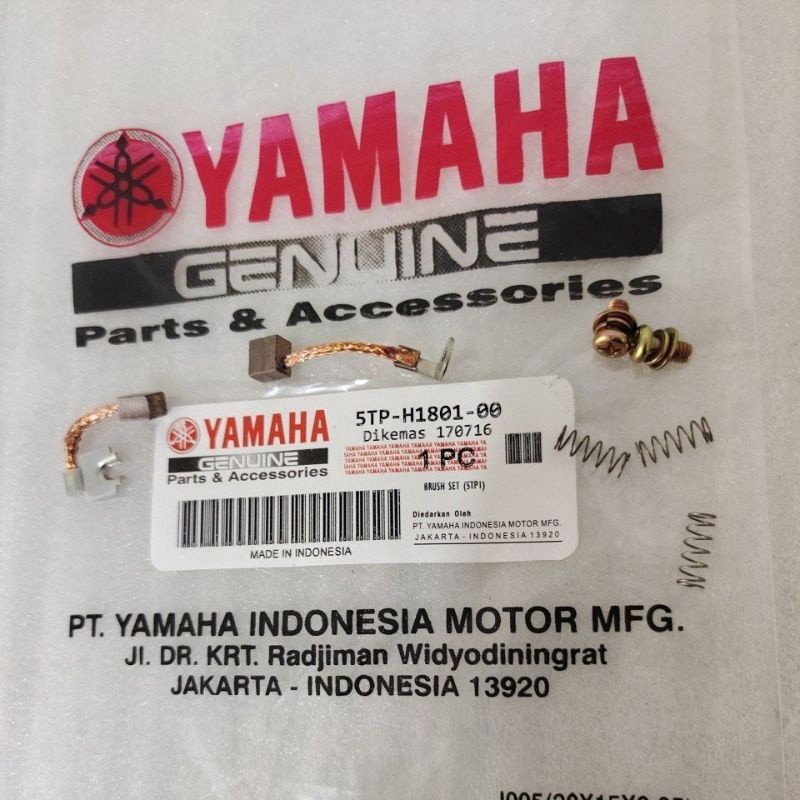 YAMAHA
GENUINE
Parts & Accessories
YAMAHA
GENUINE
Parts & Accessories
MADE IN INDONESIA
5TP-H1801-00
Dikemas 170716
1 PC
BRUSH SET (5TP1)
Diedarkan Oleh
PT. YAMAHA INDONESIA MOTOR MFG.
JAKARTA - INDONESIA 13920
PT. YAMAHA INDONESIA MOTOR MFG.
Jl. DR. KRT. Radjiman Widyodiningrat
JAKARTA - INDONESIA 13920